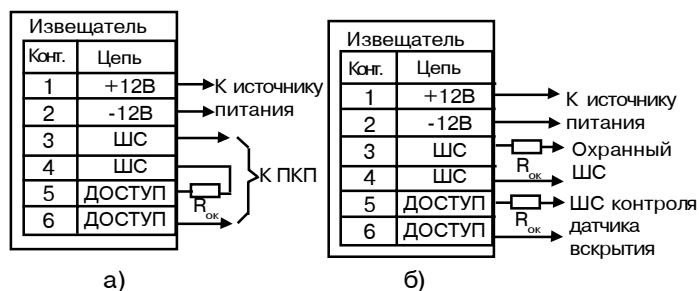 Извещатель
Конт. Цепь
1 +12В К источнику
2 -12В питания
3 ШС
4 ШС К ПКП
5 ДОСТУП Rок
6 ДОСТУП
а)
Извещатель
Конт. Цепь
1 +12В К источнику
2 -12В питания
3 ШС Rок Охранный
4 ШС ШС
5 ДОСТУП Rок ШС контроля
6 ДОСТУП датчика
вскрытия
б)